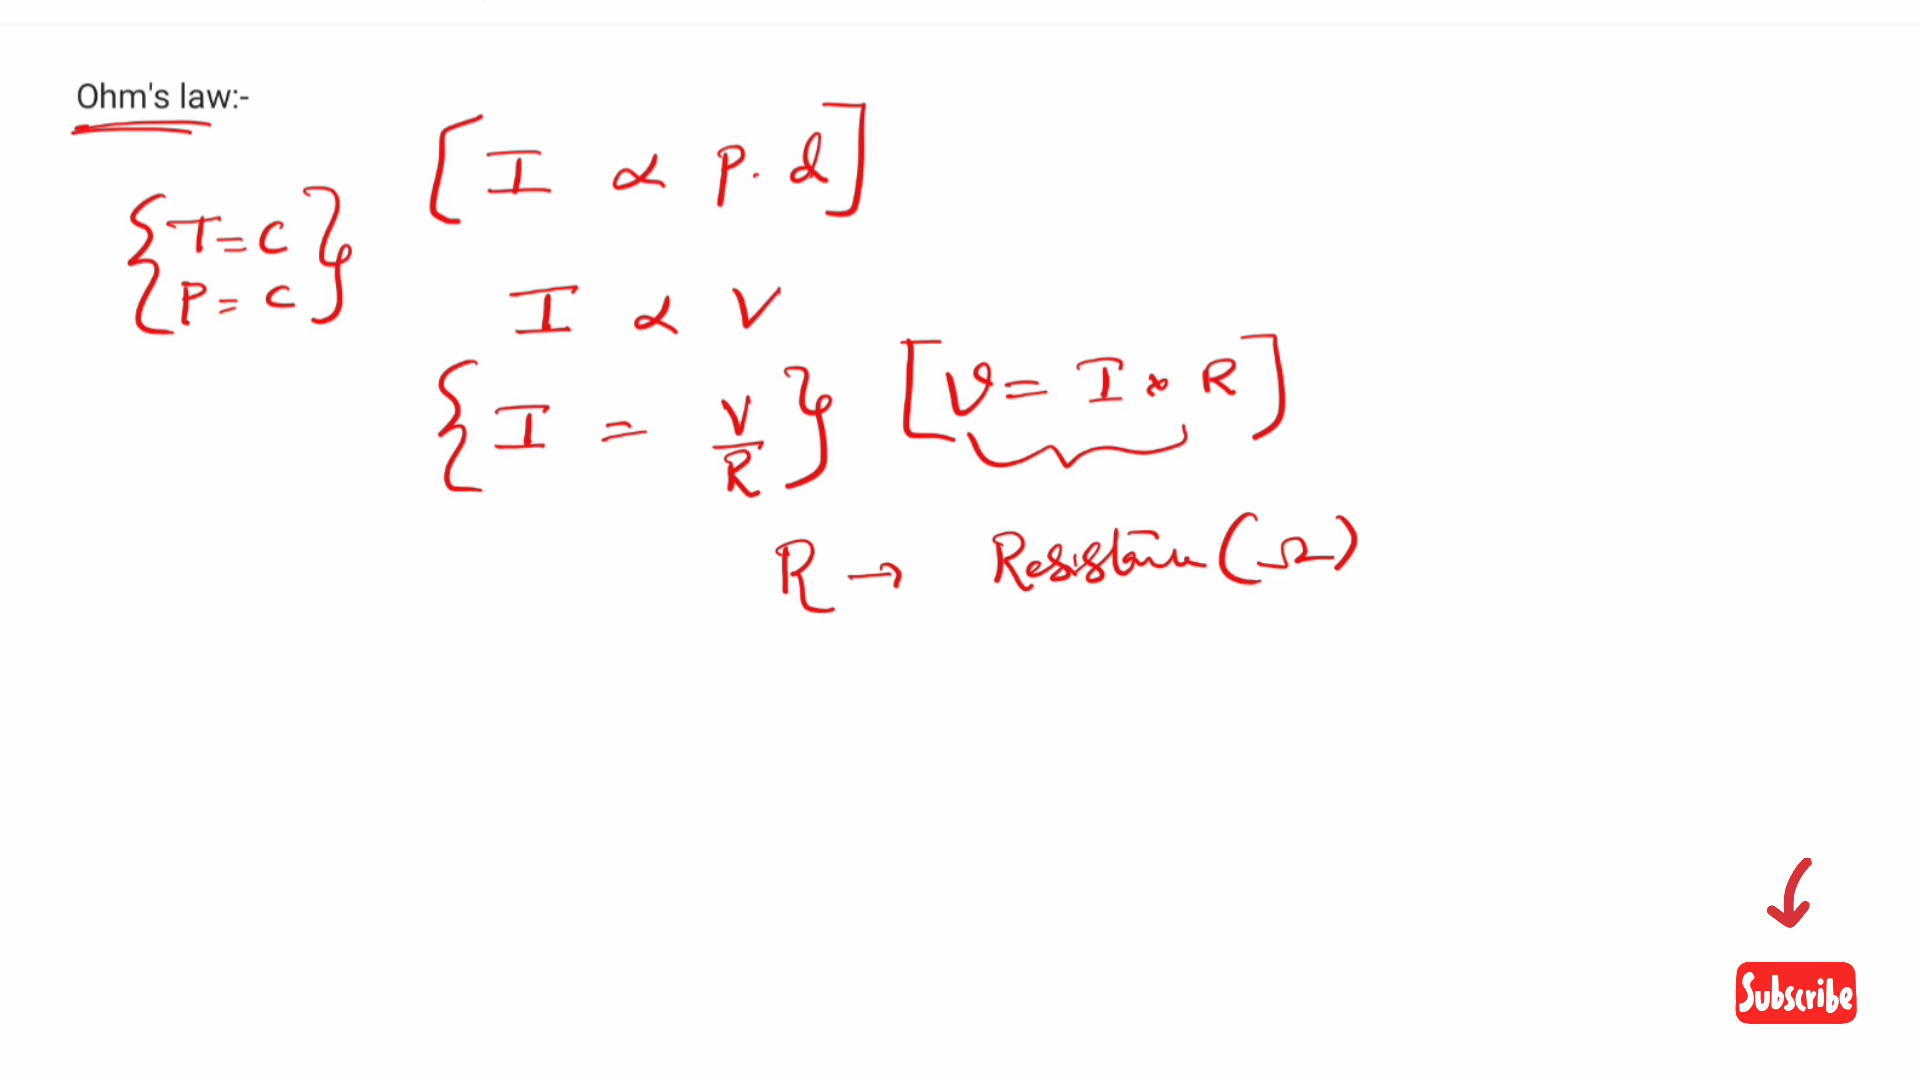 Ohm's law:-
[I ∝ P.d]
{T=C
P=C}
I ∝ V
{I = V/R} [V = I * R]
R → Resistance (Ω)
Subscribe